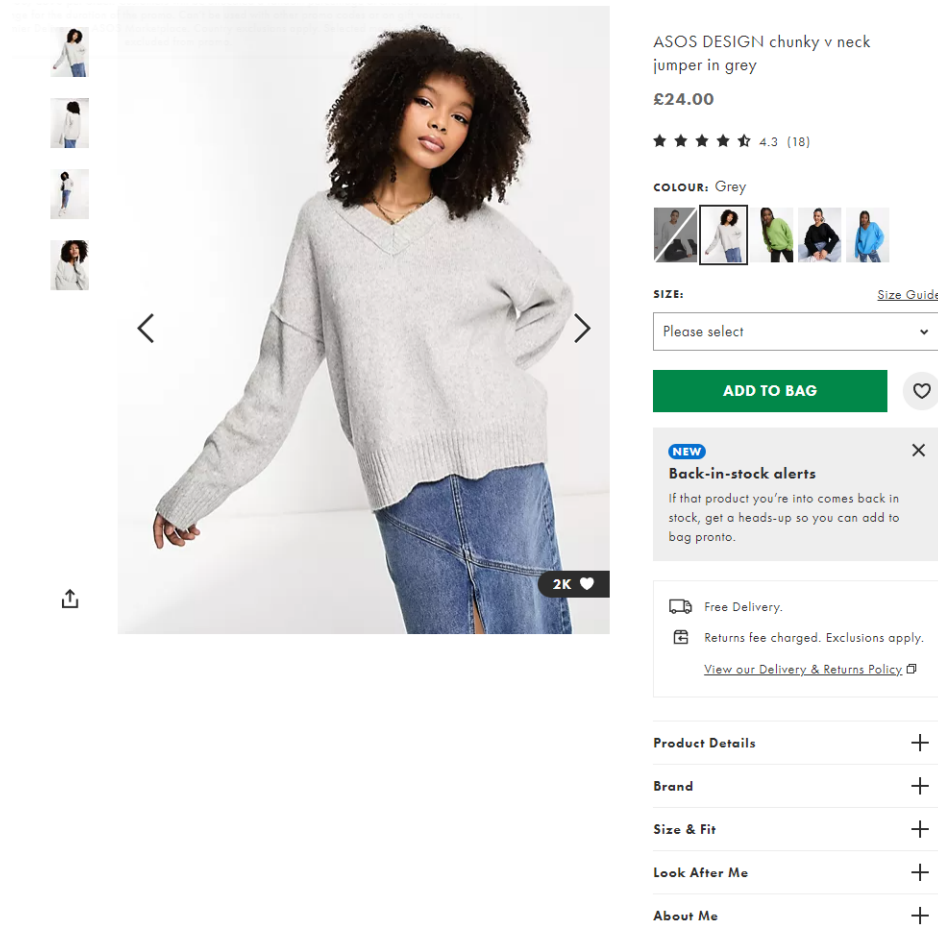 ASOS DESIGN chunky v neck
jumper in grey
£24.00
4.3 (18)
COLOUR: Grey
SIZE:
Size Guide
Please select
ADD TO BAG
NEW
Back-in-stock alerts
If that product you're into comes back in
stock, get a heads-up so you can add to
bag pronto.
2K
Free Delivery.
Returns fee charged. Exclusions apply.
View our Delivery & Returns Policy
Product Details
Brand
Size & Fit
Look After Me
About Me